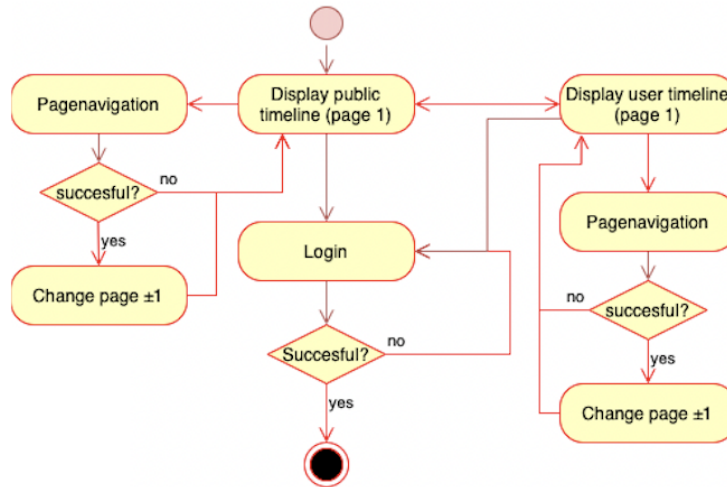 Pagenavigation
Display public
timeline (page 1)
Display user timeline
(page 1)
succesful?
no
yes
Change page ±1
Login
Succesful?
no
yes
Pagenavigation
succesful?
no
yes
Change page ±1